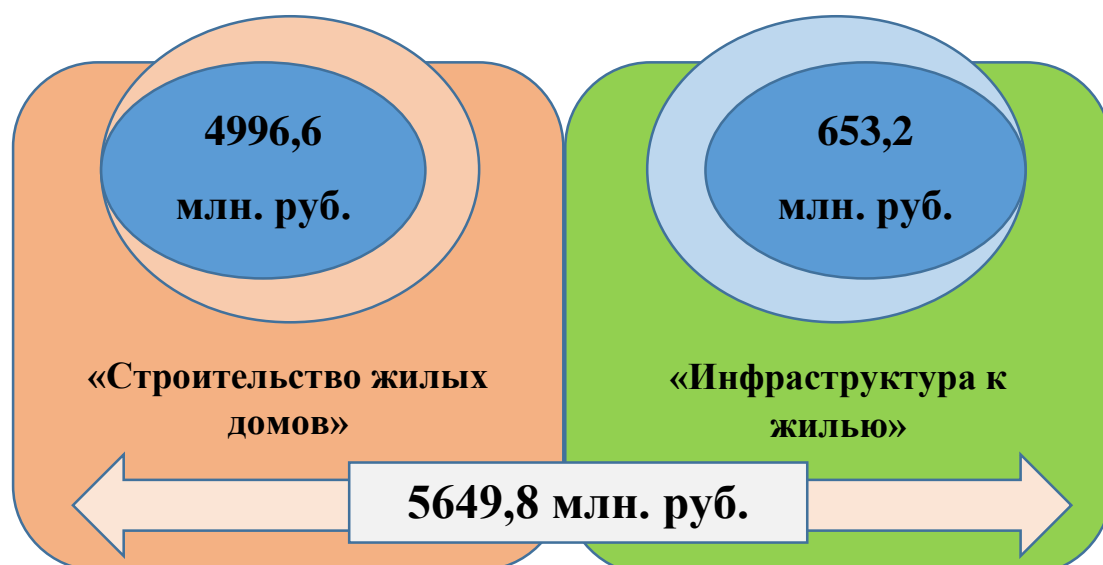 4996,6
млн. руб.
653,2
млн. руб.
«Строительство жилых
домов»
«Инфраструктура к
жилью»
5649,8 млн. руб.